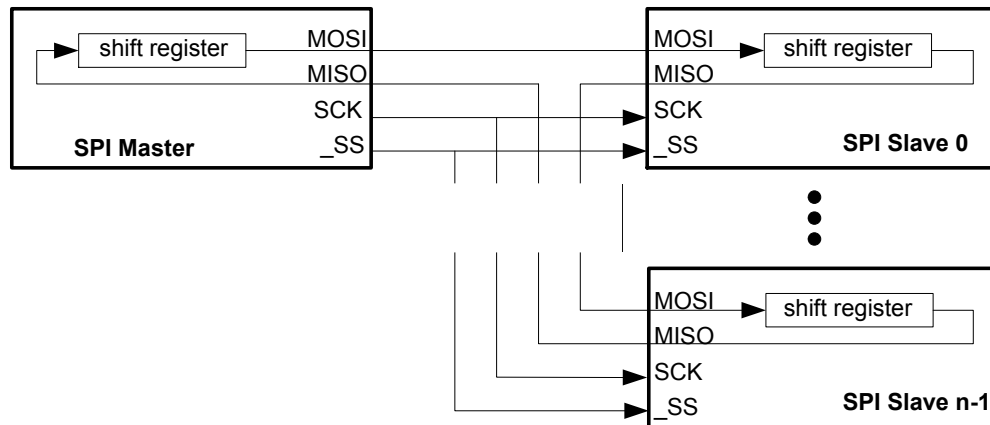 shift register
MOSI
MISO
SCK
_SS
SPI Master
MOSI
shift register
MISO
SCK
_SS
SPI Slave 0
MOSI
shift register
MISO
SCK
_SS
SPI Slave n-1